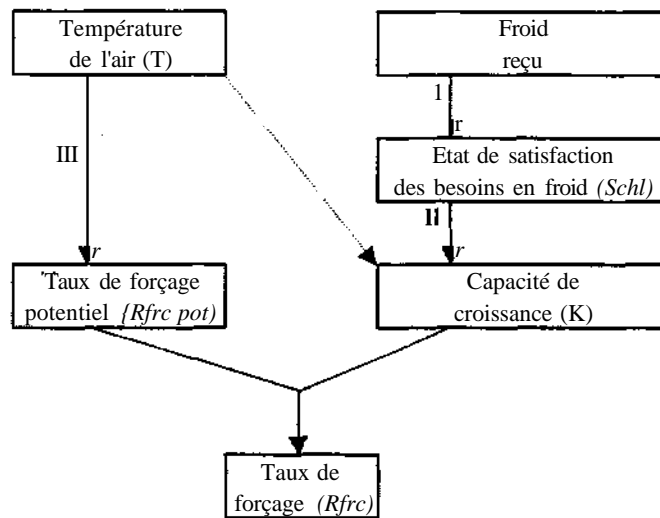 Température
de l'air (T)
Froid
reçu
1
r
III
Etat de satisfaction
des besoins en froid (Schl)
II
r
r
Taux de forçage
potentiel {Rfrc pot)
Capacité de
croissance (K)
Taux de
forçage (Rfrc)